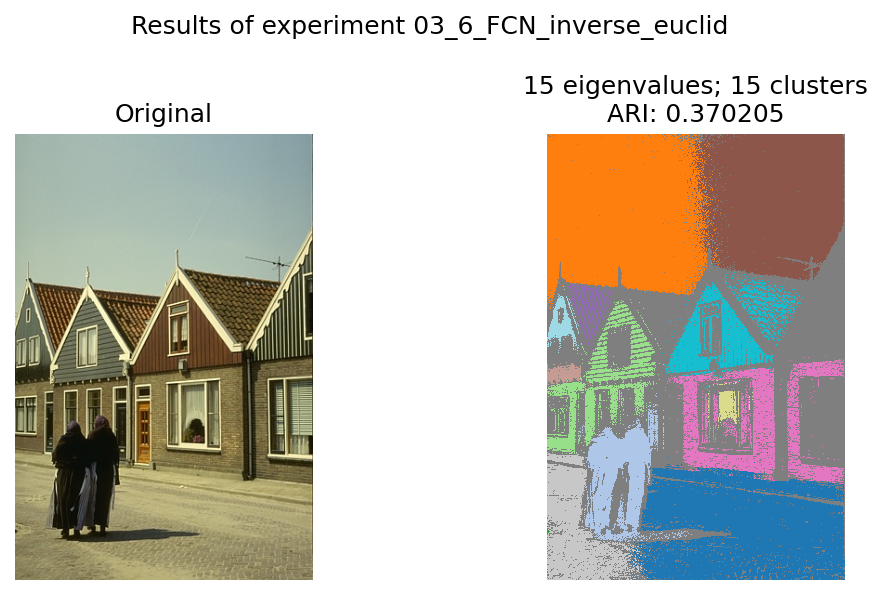 Results of experiment 03_6_FCN_inverse_euclid
Original
15 eigenvalues; 15 clusters
ARI: 0.370205